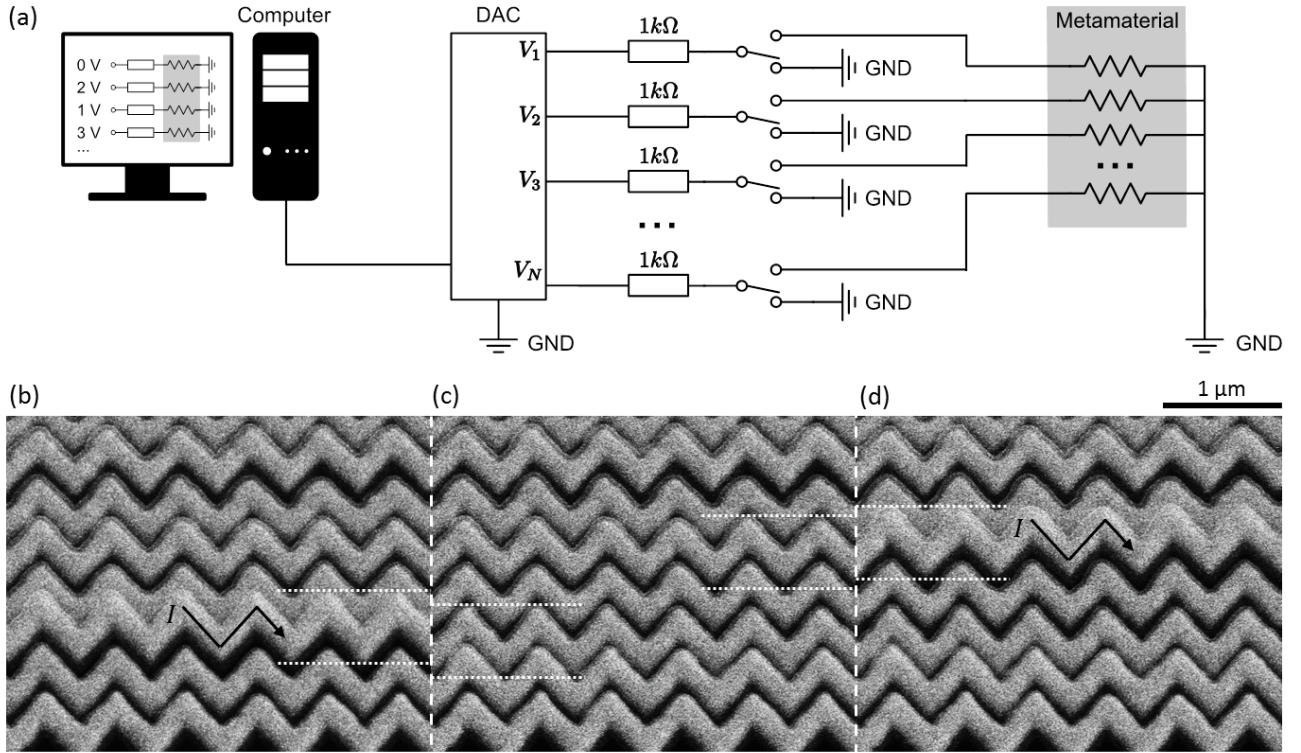 (a)
Computer
DAC
Metamaterial
0 V
2 V
1 V
3 V
...
V1 1kΩ GND
V2 1kΩ GND
V3 1kΩ GND
...
...
VN 1kΩ GND
GND
GND
(b)
(c)
(d)
1 μm
I
I